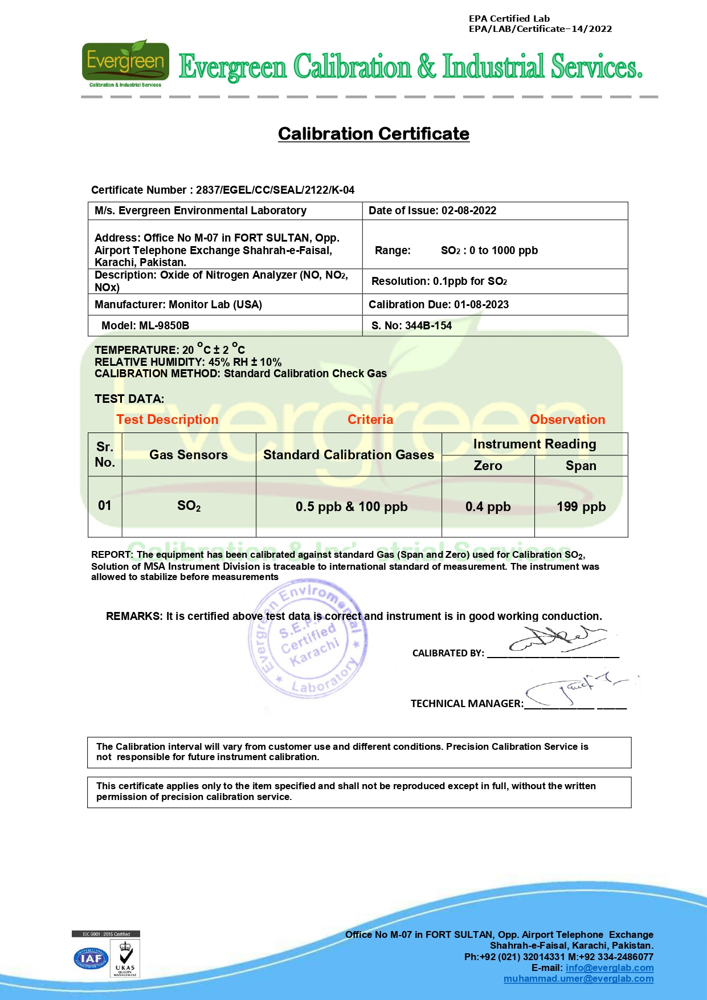 EPA Certified Lab
EPA/LAB/Certificate–14/2022
Evergreen
Calibration & Industrial Services
Evergreen Calibration & Industrial Services.
Calibration Certificate
Certificate Number : 2837/EGEL/CC/SEAL/2122/K-04
M/s. Evergreen Environmental Laboratory
Date of Issue: 02-08-2022
Address: Office No M-07 in FORT SULTAN, Opp.
Airport Telephone Exchange Shahrah-e-Faisal,
Karachi, Pakistan.
Range: SO2 : 0 to 1000 ppb
Description: Oxide of Nitrogen Analyzer (NO, NO2,
NOx)
Resolution: 0.1ppb for SO2
Manufacturer: Monitor Lab (USA)
Calibration Due: 01-08-2023
Model: ML-9850B
S. No: 344B-154
TEMPERATURE: 20 °C ± 2 °C
RELATIVE HUMIDITY: 45% RH ± 10%
CALIBRATION METHOD: Standard Calibration Check Gas
TEST DATA:
Test Description Criteria Observation
Sr.
No.
Gas Sensors
Standard Calibration Gases
Instrument Reading
Zero
Span
01
SO2
0.5 ppb & 100 ppb
0.4 ppb
199 ppb
Evergreen
Calibration & Industrial Services
REPORT: The equipment has been calibrated against standard Gas (Span and Zero) used for Calibration SO2,
Solution of MSA Instrument Division is traceable to international standard of measurement. The instrument was
allowed to stabilize before measurements
REMARKS: It is certified above test data is correct and instrument is in good working conduction.
Evergreen Enviromental Laboratory
S.E.P.A
Certified
Karachi
CALIBRATED BY:
TECHNICAL MANAGER:
The Calibration interval will vary from customer use and different conditions. Precision Calibration Service is
not responsible for future instrument calibration.
This certificate applies only to the item specified and shall not be reproduced except in full, without the written
permission of precision calibration service.
ISO 9001 : 2015 Certified
IAF
UKAS
QUALITY
MANAGEMENT
Office No M-07 in FORT SULTAN, Opp. Airport Telephone Exchange
Shahrah-e-Faisal, Karachi, Pakistan.
Ph:+92 (021) 32014331 M:+92 334-2486077
E-mail: info@everglab.com
muhammad.umer@everglab.com